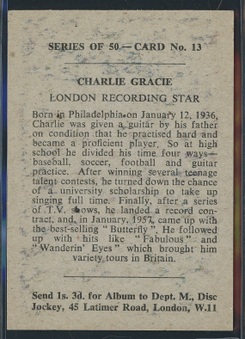 SERIES OF 50.—CARD No. 13
CHARLIE GRACIE
LONDON RECORDING STAR
Born in Philadelphia on January 12, 1936,
Charlie was given a guitar by his father
on condition that he practised hard and
became a proficient player. So at high
school he divided his time four ways—
baseball, soccer, football and guitar
practice. After winning several teenage
talent contests, he turned down the chance
of a university scholarship to take up
singing full time. Finally, after a series
of T.V. shows, he landed a record con-
tract, and, in January, 1957, came up with
the best-selling "Butterfly". He followed
up with hits like "Fabulous" and
"Wanderin' Eyes" which brought him
variety tours in Britain.
Send 1s. 3d. for Album to Dept. M., Disc
Jockey, 45 Latimer Road, London, W.11